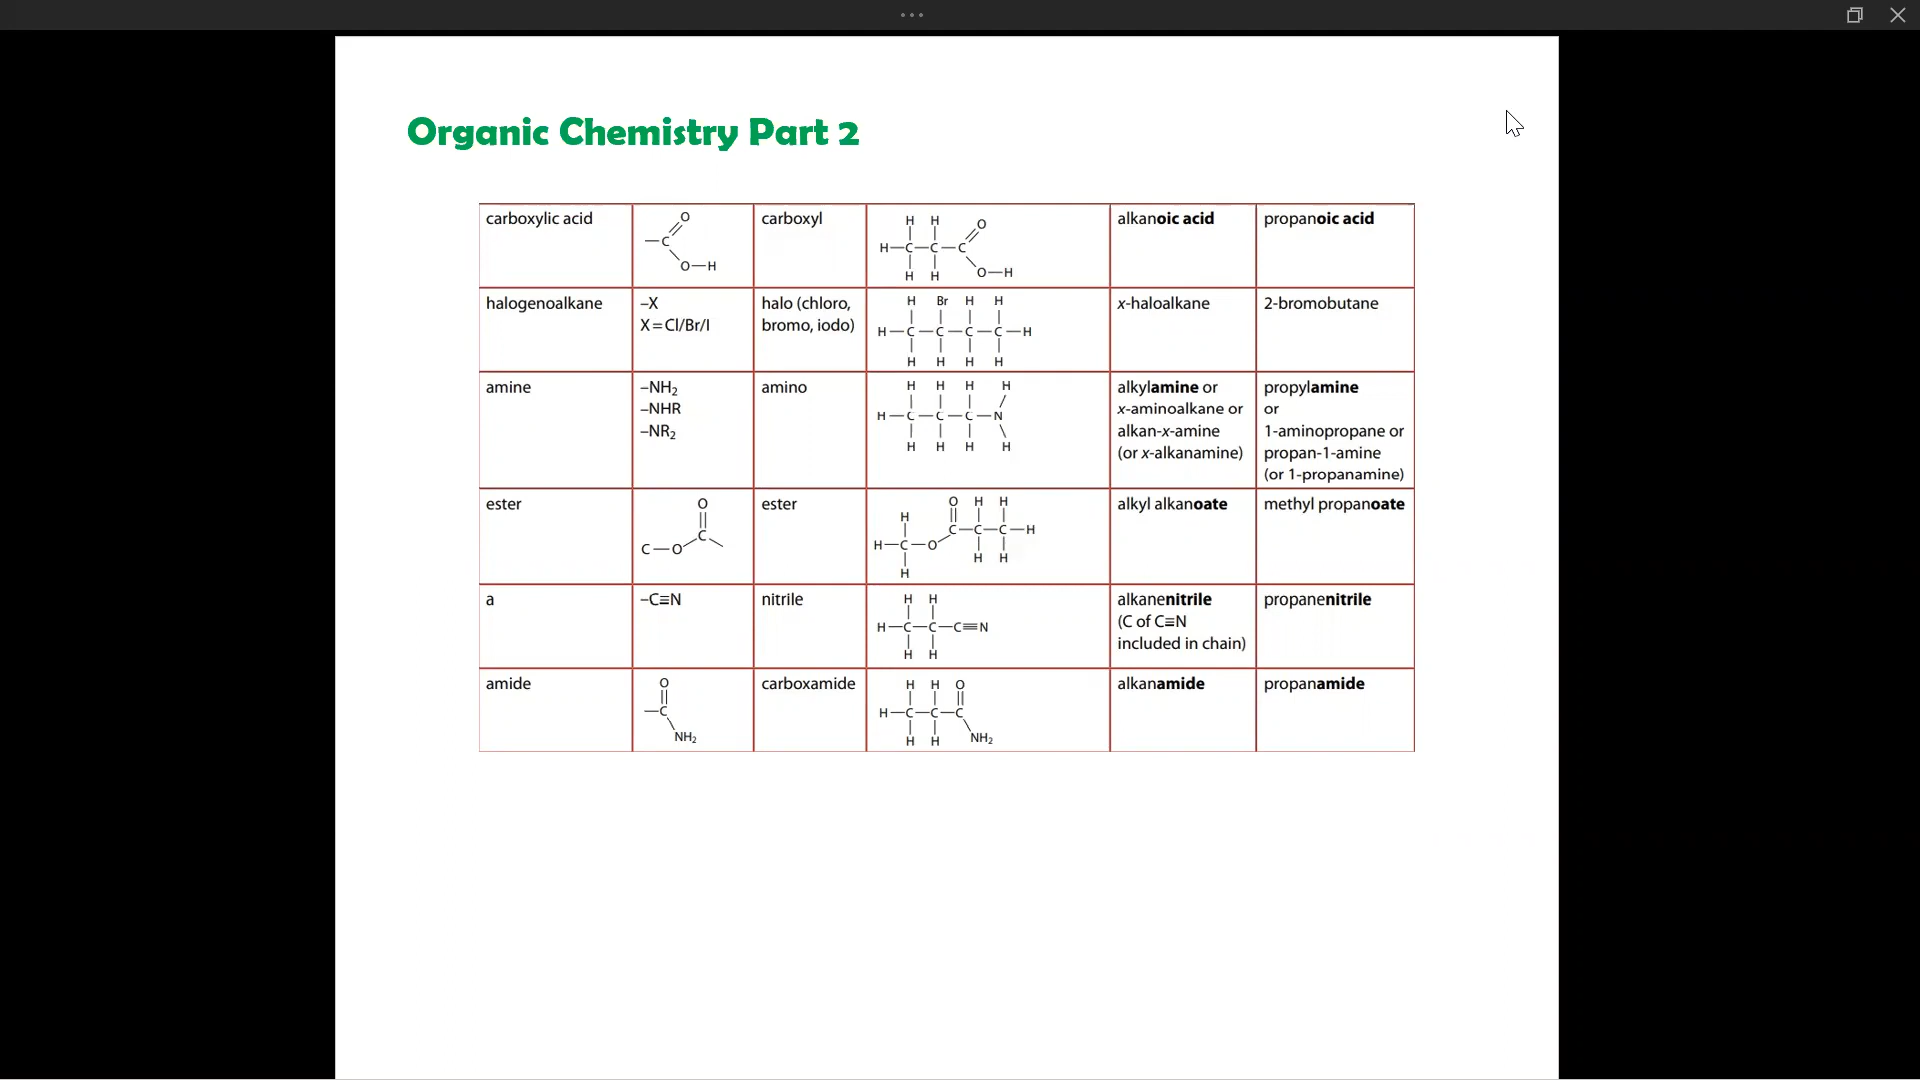 Organic Chemistry Part 2
carboxylic acid
O
C
O—H
carboxyl
H H O
H—C—C—C
H H O—H
alkanoic acid
propanoic acid
halogenoalkane
–X
X=Cl/Br/I
halo (chloro,
bromo, iodo)
H Br H H
H—C—C—C—C—H
H H H H
x-haloalkane
2-bromobutane
amine
–NH₂
–NHR
–NR₂
amino
H H H H
H—C—C—C—N
H H H H
alkylamine or
x-aminoalkane or
alkan-x-amine
(or x-alkanamine)
propylamine
or
1-aminopropane or
propan-1-amine
(or 1-propanamine)
ester
O
C
C—O
ester
O H H
H
C—C—C—H
H—C—O
H H
H
alkyl alkanoate
methyl propanoate
a
–C≡N
nitrile
H H
H—C—C—C≡N
H H
alkanenitrile
(C of C≡N
included in chain)
propanenitrile
amide
O
C
NH₂
carboxamide
H H O
H—C—C—C
H H NH₂
alkanamide
propanamide